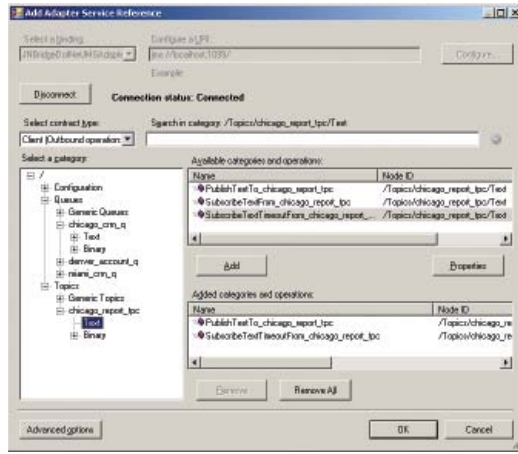 Add Adapter Service Reference
Select a binding:
Configure a URI:
JNBridgeDotNetJMSAdapte
jms://localhost:1099/
Configure...
Example:
Disconnect
Connection status: Connected
Select contract type:
Search in category: /Topics/chicago_report_tpc/Text
Client (Outbound operation:
Select a category:
Available categories and operations:
/
Configuration
Queues
Generic Queues
chicago_crm_q
Text
Binary
denver_account_q
miami_crm_q
Topics
Generic Topics
chicago_report_tpc
Text
Binary
Name Node ID
PublishTextTo_chicago_report_tpc /Topics/chicago_report_tpc/Text
SubscribeTextFrom_chicago_report_tpc /Topics/chicago_report_tpc/Text
SubscribeTextTimeoutFrom_chicago_report_... /Topics/chicago_report_tpc/Text
Add
Properties
Added categories and operations:
Name Node ID
PublishTextTo_chicago_report_tpc /Topics/chicago_re
SubscribeTextTimeoutFrom_chicago_report_tpc /Topics/chicago_re
Remove
Remove All
Advanced options
OK
Cancel